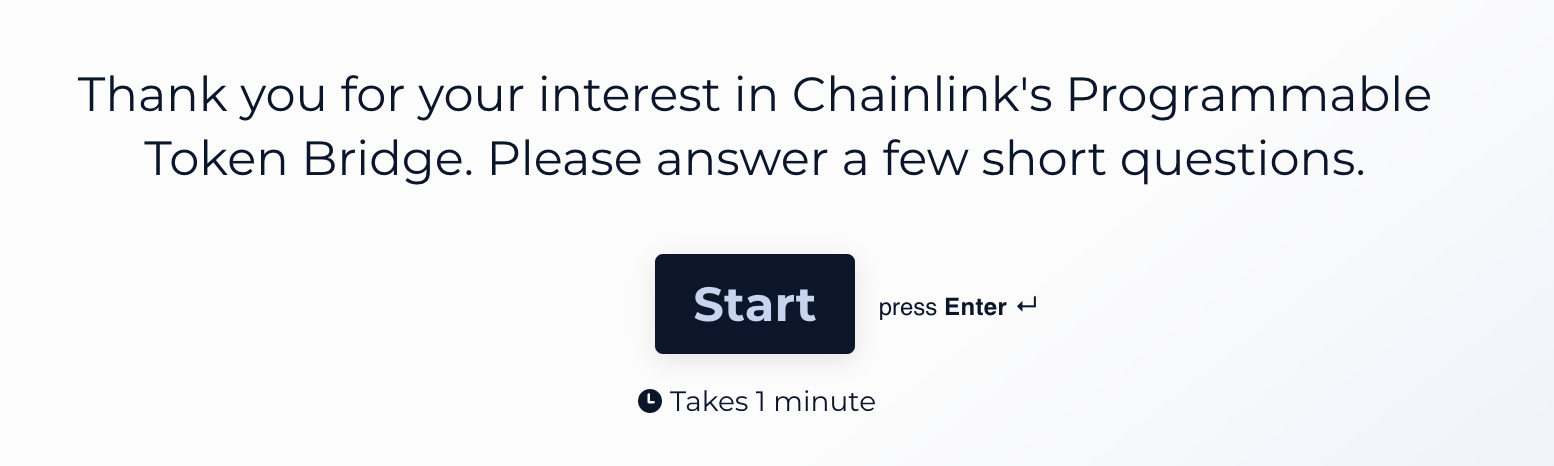 Thank you for your interest in Chainlink's Programmable
Token Bridge. Please answer a few short questions.
Start
press Enter ↵
Takes 1 minute